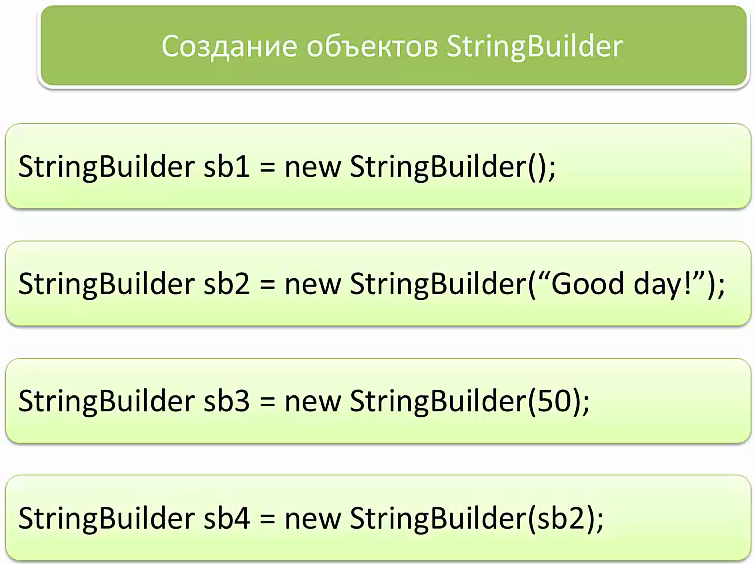 Создание объектов StringBuilder
StringBuilder sb1 = new StringBuilder();
StringBuilder sb2 = new StringBuilder(“Good day!”);
StringBuilder sb3 = new StringBuilder(50);
StringBuilder sb4 = new StringBuilder(sb2);